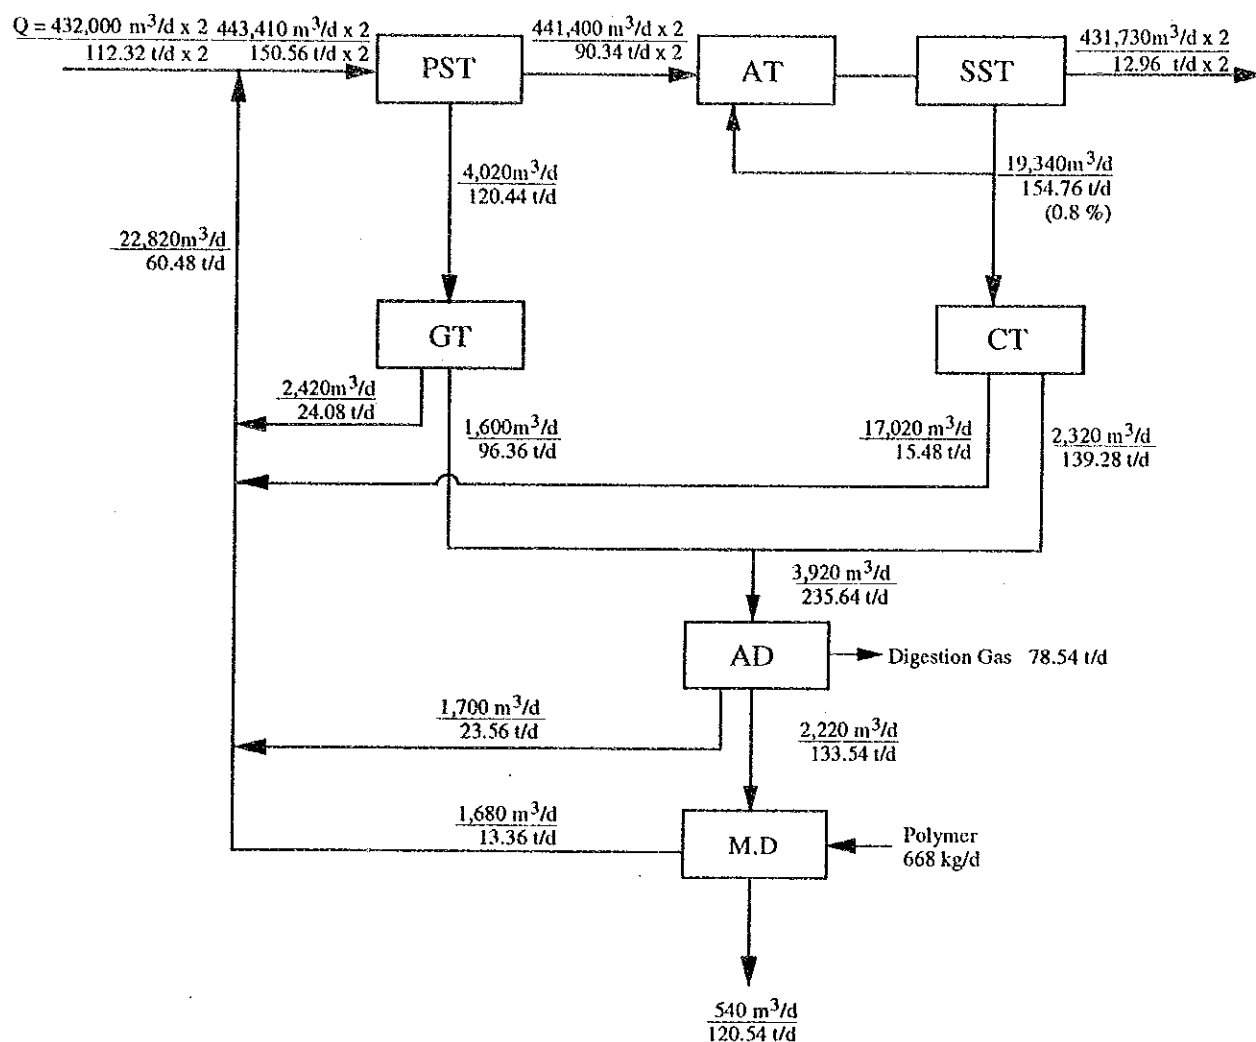 Q = 432,000 m³/d x 2
112.32 t/d x 2
443,410 m³/d x 2
150.56 t/d x 2
PST
441,400 m³/d x 2
90.34 t/d x 2
AT
SST
431,730m³/d x 2
12.96 t/d x 2
4,020m³/d
120.44 t/d
19,340m³/d
154.76 t/d
(0.8 %)
22,820m³/d
60.48 t/d
GT
CT
2,420m³/d
24.08 t/d
1,600m³/d
96.36 t/d
17,020 m³/d
15.48 t/d
2,320 m³/d
139.28 t/d
3,920 m³/d
235.64 t/d
AD
Digestion Gas 78.54 t/d
1,700 m³/d
23.56 t/d
2,220 m³/d
133.54 t/d
1,680 m³/d
13.36 t/d
M.D
Polymer
668 kg/d
540 m³/d
120.54 t/d